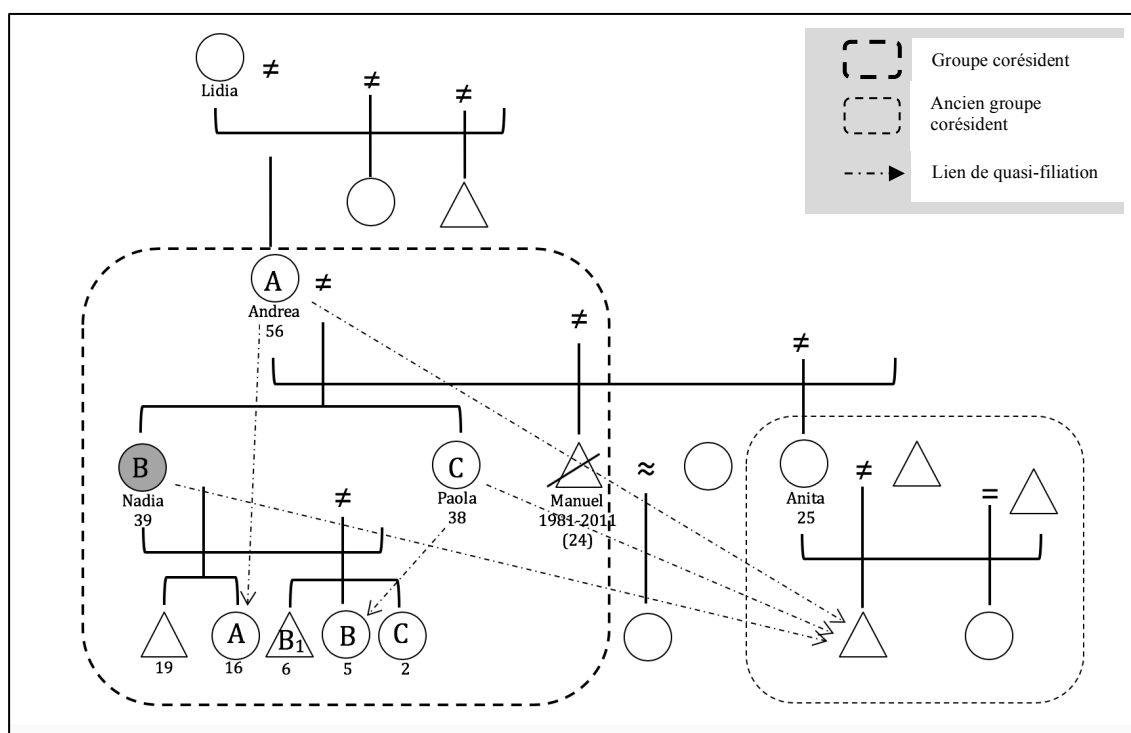 Groupe corésident
Ancien groupe
corésident
Lien de quasi-filiation
≠ ≠ ≠
Lidia
A ≠
Andrea
56
≠ ≠
B
Nadia
39
C
Paola
38
Manuel
1981-2011
(24)
≈
Anita
25
≠ =
≠
19
A
16
B1
6
B
5
C
2